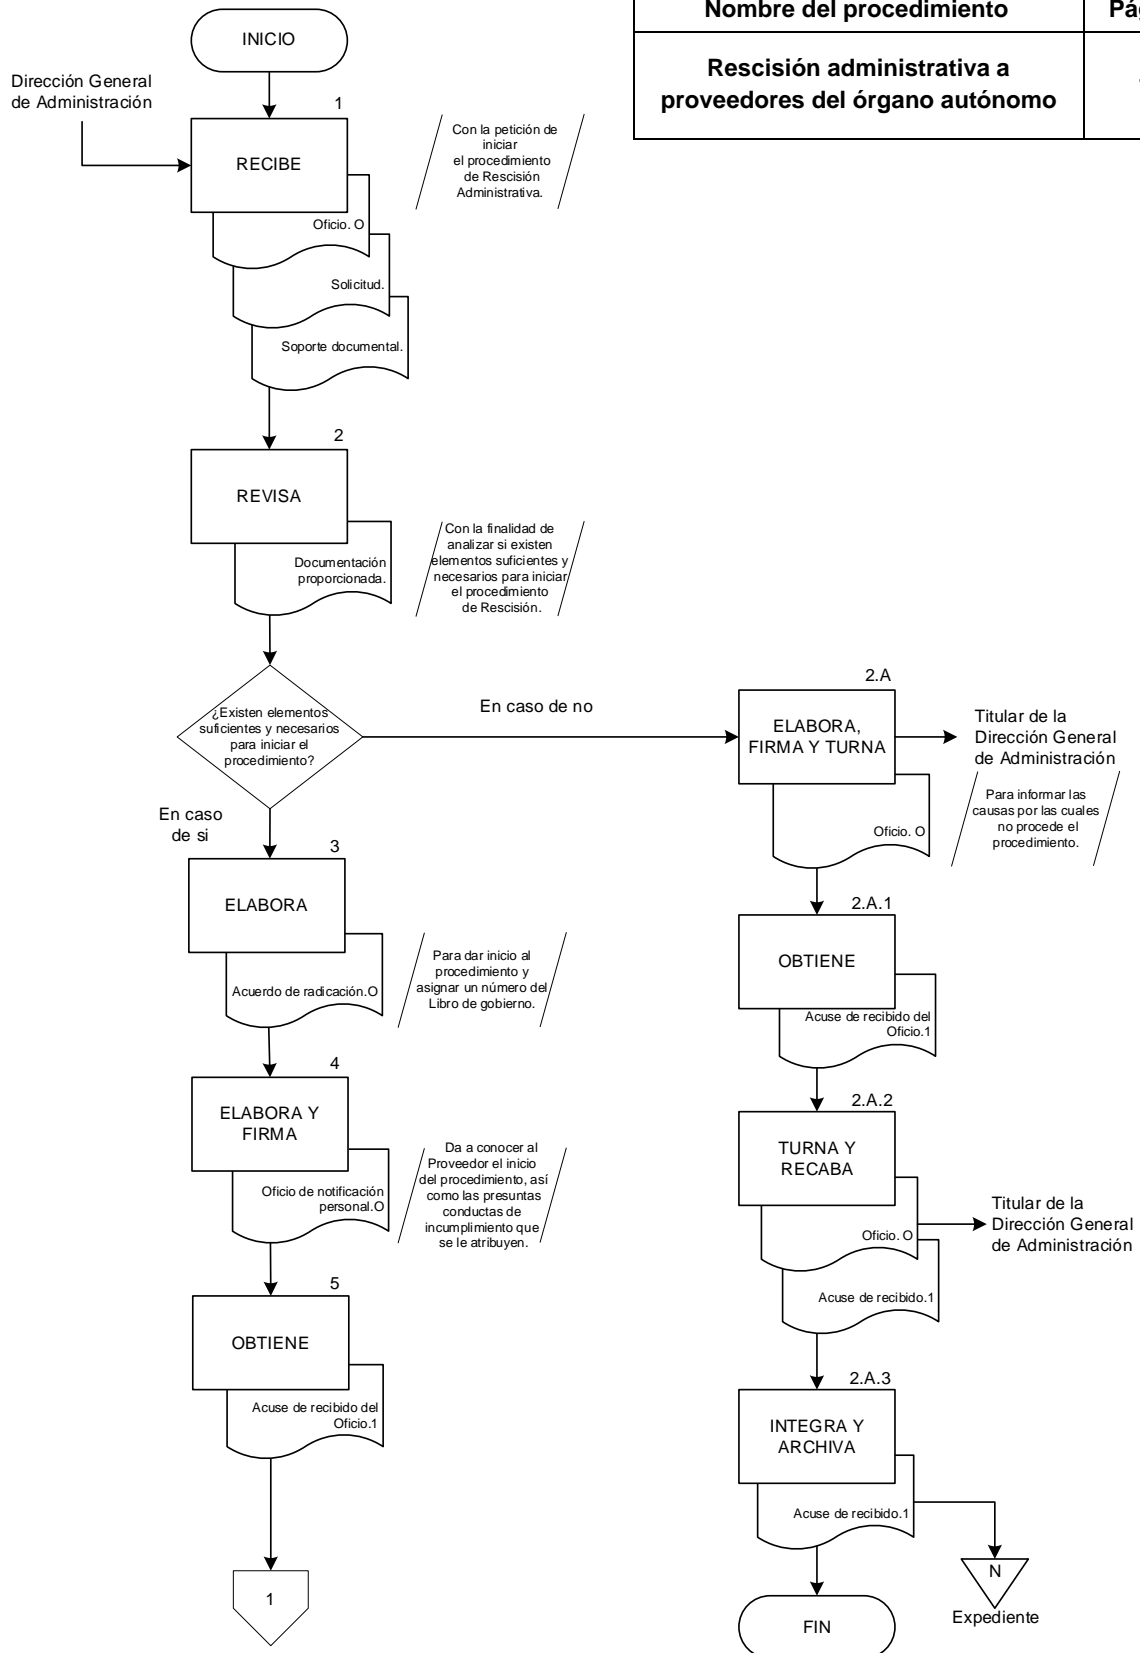 Nombre del procedimiento
Rescisión administrativa a
proveedores del órgano autónomo
INICIO
Dirección General
de Administración
1
RECIBE
Con la petición de
iniciar
el procedimiento
de Rescisión
Administrativa.
Oficio. O
Solicitud.
Soporte documental.
2
REVISA
Documentación
proporcionada.
Con la finalidad de
analizar si existen
elementos suficientes y
necesarios para iniciar
el procedimiento
de Rescisión.
¿Existen elementos
suficientes y necesarios
para iniciar el
procedimiento?
En caso de no
En caso
de si
3
ELABORA
Acuerdo de radicación.O
Para dar inicio al
procedimiento y
asignar un número del
Libro de gobierno.
4
ELABORA Y
FIRMA
Oficio de notificación
personal.O
Da a conocer al
Proveedor el inicio
del procedimiento, así
como las presuntas
conductas de
incumplimiento que
se le atribuyen.
5
OBTIENE
Acuse de recibido del
Oficio.1
1
2.A
ELABORA,
FIRMA Y TURNA
Titular de la
Dirección General
de Administración
Oficio. O
Para informar las
causas por las cuales
no procede el
procedimiento.
2.A.1
OBTIENE
Acuse de recibido del
Oficio.1
2.A.2
TURNA Y
RECABA
Oficio. O
Titular de la
Dirección General
de Administración
Acuse de recibido.1
2.A.3
INTEGRA Y
ARCHIVA
Acuse de recibido.1
N
Expediente
FIN